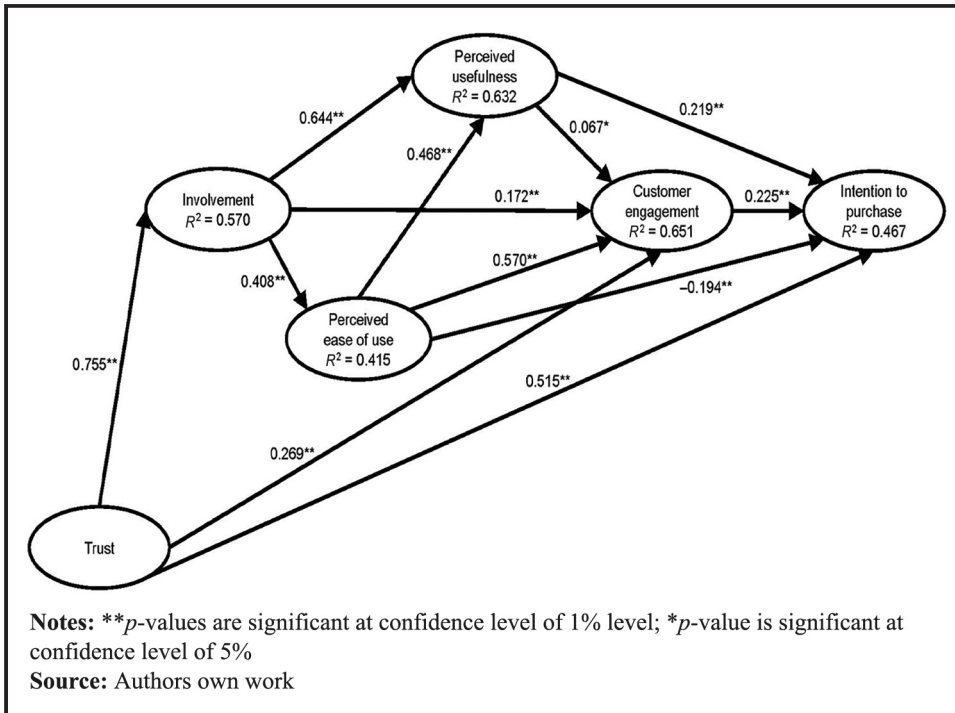 Perceived
usefulness
R² = 0.632
0.644**
0.219**
0.067*
0.468**
Involvement
R² = 0.570
0.172**
Customer
engagement
R² = 0.651
0.225**
Intention to
purchase
R² = 0.467
0.408**
0.570**
–0.194**
Perceived
ease of use
R² = 0.415
0.755**
0.515**
0.269**
Trust
Notes: **p-values are significant at confidence level of 1% level; *p-value is significant at
confidence level of 5%
Source: Authors own work